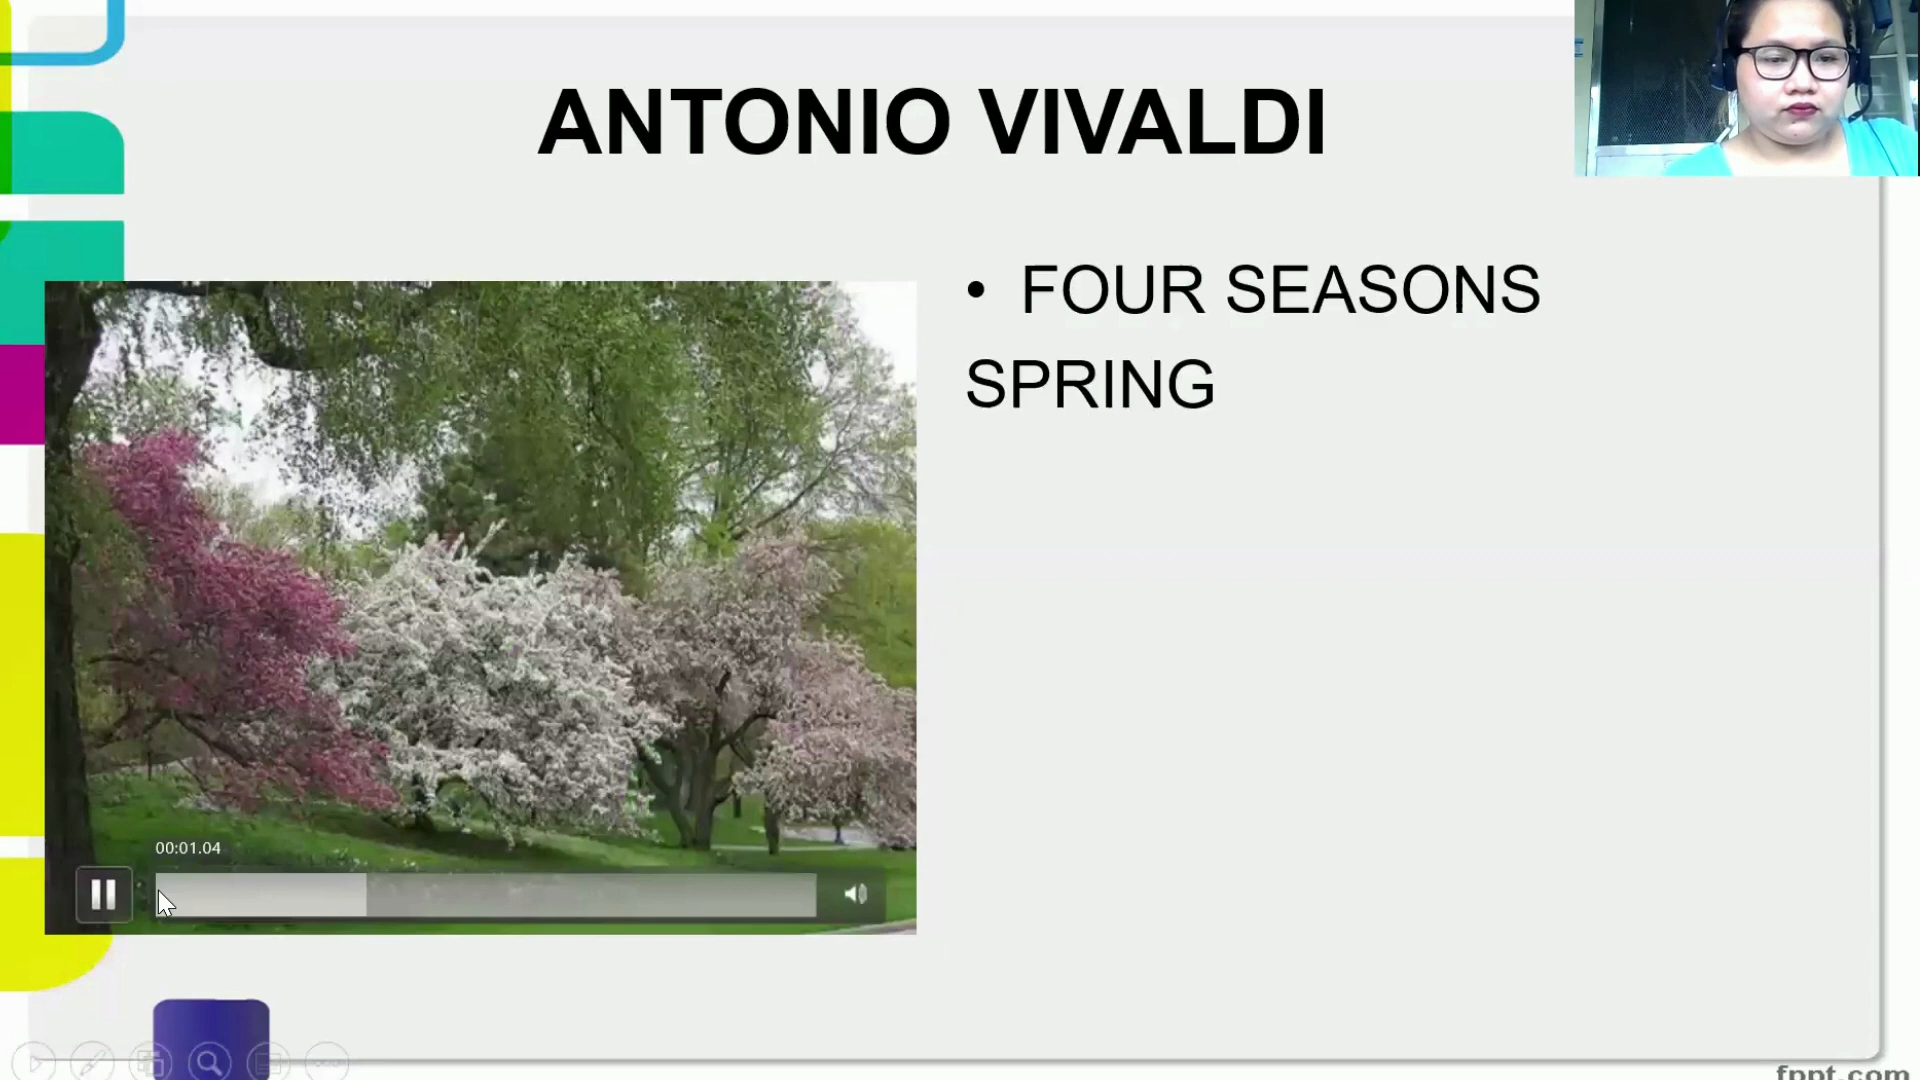 ANTONIO VIVALDI
• FOUR SEASONS
SPRING
00:01.04
fppt.com